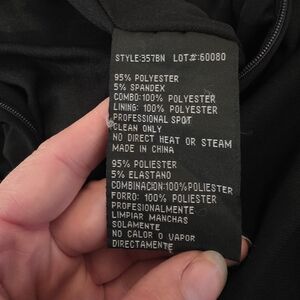 STYLE:357BN LOT#:60080
95% POLYESTER
5% SPANDEX
COMBO:100% POLYESTER
LINING: 100% POLYESTER
PROFESSIONAL SPOT
CLEAN ONLY
NO DIRECT HEAT OR STEAM
MADE IN CHINA
95% POLIESTER
5% ELASTANO
COMBINACION:100%POLIESTER
FORRO: 100% POLIESTER
PROFESIONALMENTE
LIMPIAR MANCHAS
SOLAMENTE
NO CALOR O VAPOR
DIRECTAMENTE